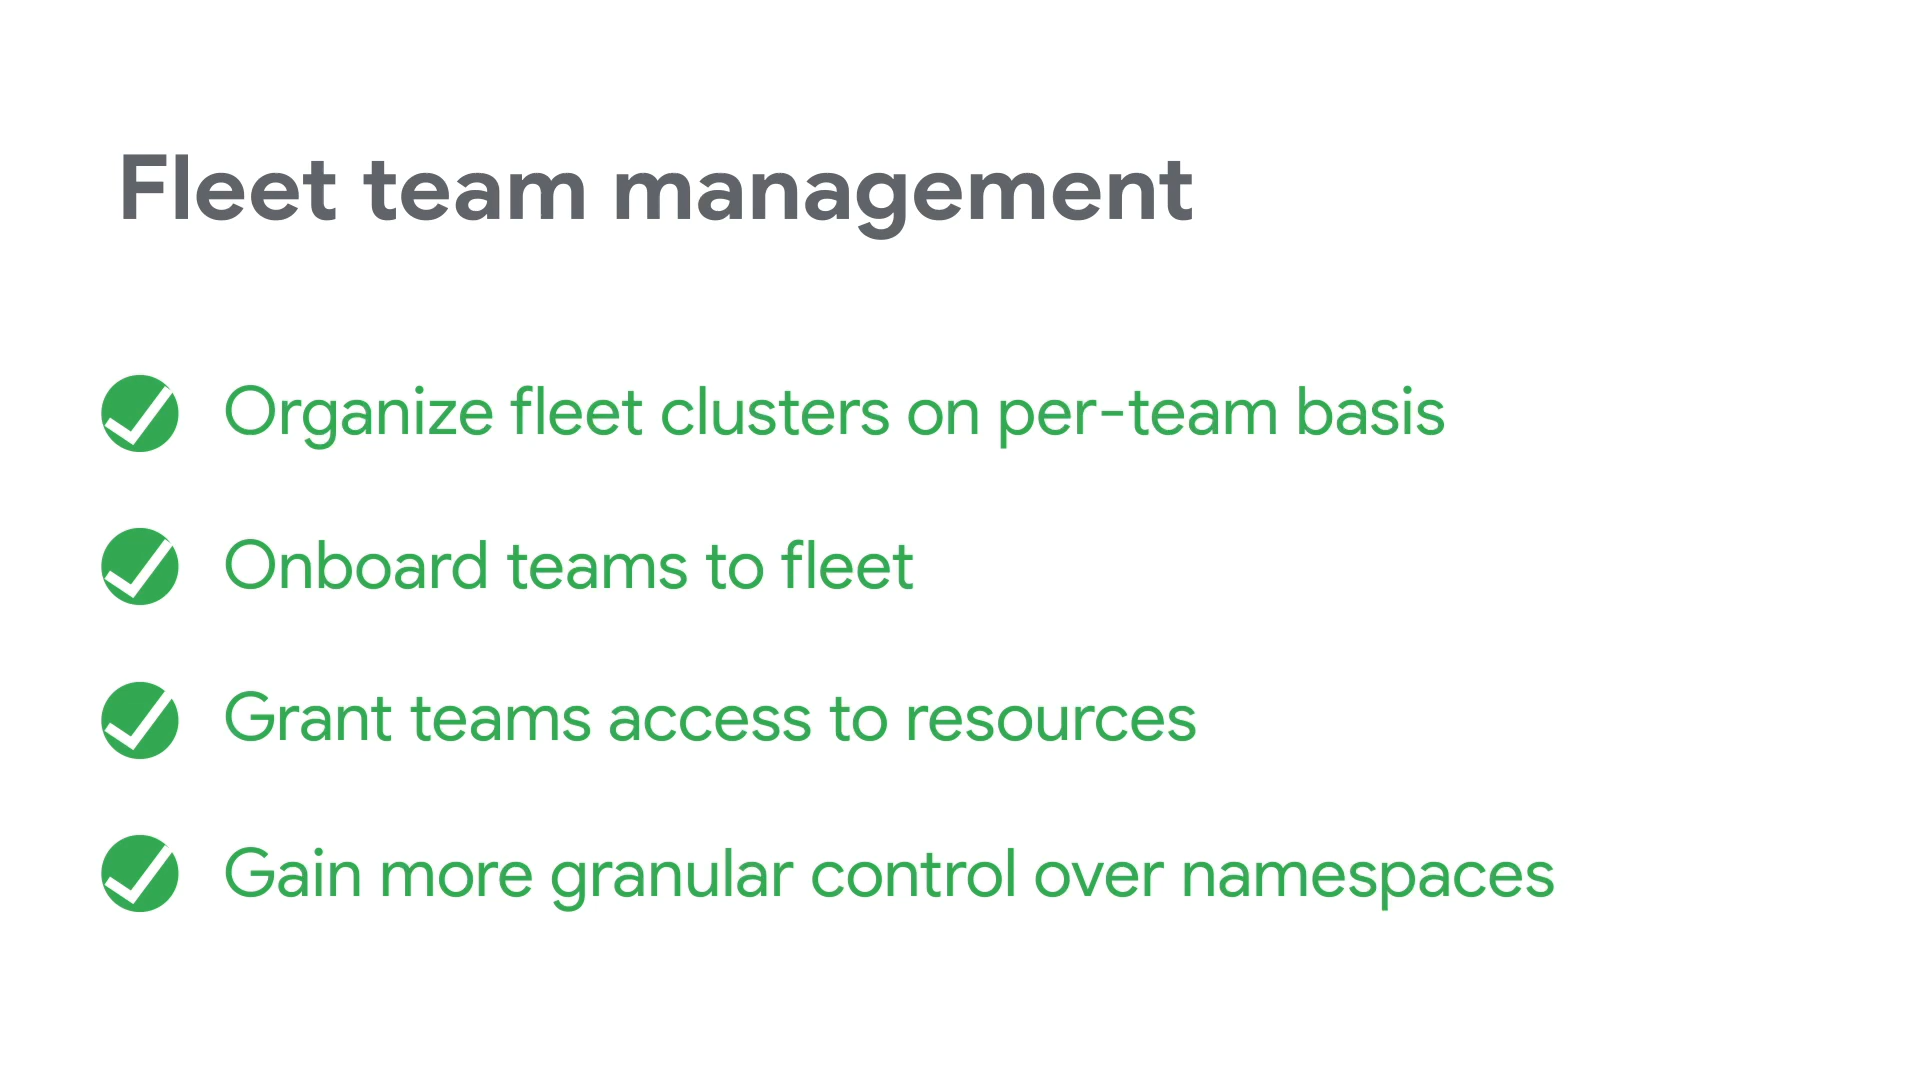 Fleet team management
Organize fleet clusters on per-team basis
Onboard teams to fleet
Grant teams access to resources
Gain more granular control over namespaces